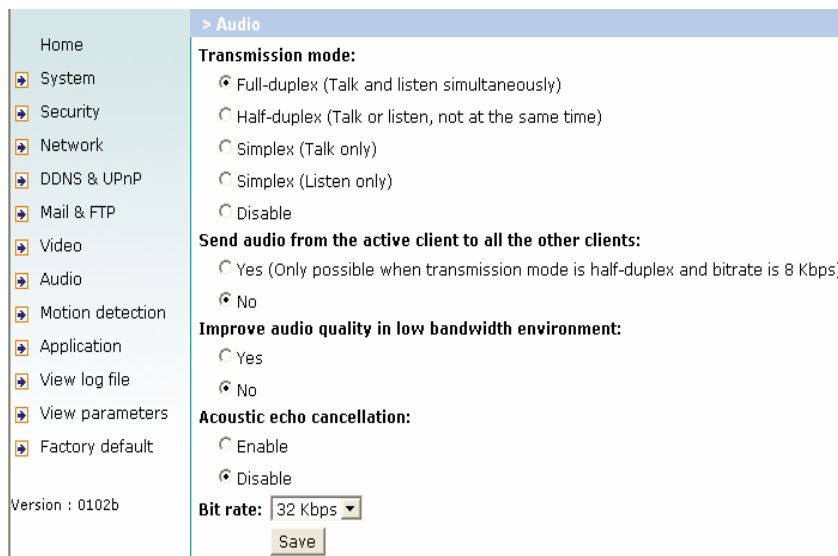 Home
System
Security
Network
DDNS & UPnP
Mail & FTP
Video
Audio
Motion detection
Application
View log file
View parameters
Factory default
Version : 0102b
> Audio
Transmission mode:
Full-duplex (Talk and listen simultaneously)
Half-duplex (Talk or listen, not at the same time)
Simplex (Talk only)
Simplex (Listen only)
Disable
Send audio from the active client to all the other clients:
Yes (Only possible when transmission mode is half-duplex and bitrate is 8 Kbps)
No
Improve audio quality in low bandwidth environment:
Yes
No
Acoustic echo cancellation:
Enable
Disable
Bit rate: 32 Kbps
Save